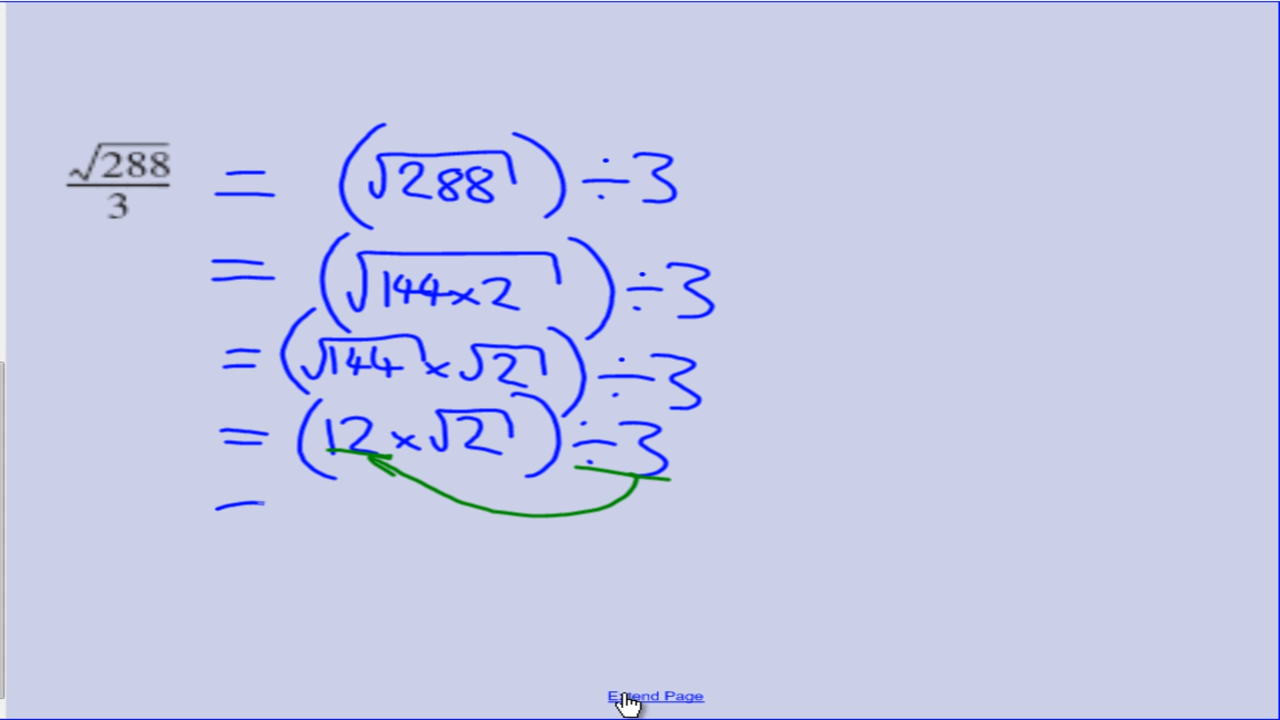 √288/3 = (√288) ÷ 3
= (√144×2) ÷ 3
= (√144 × √2) ÷ 3
= (12 × √2) ÷ 3
–
Extend Page